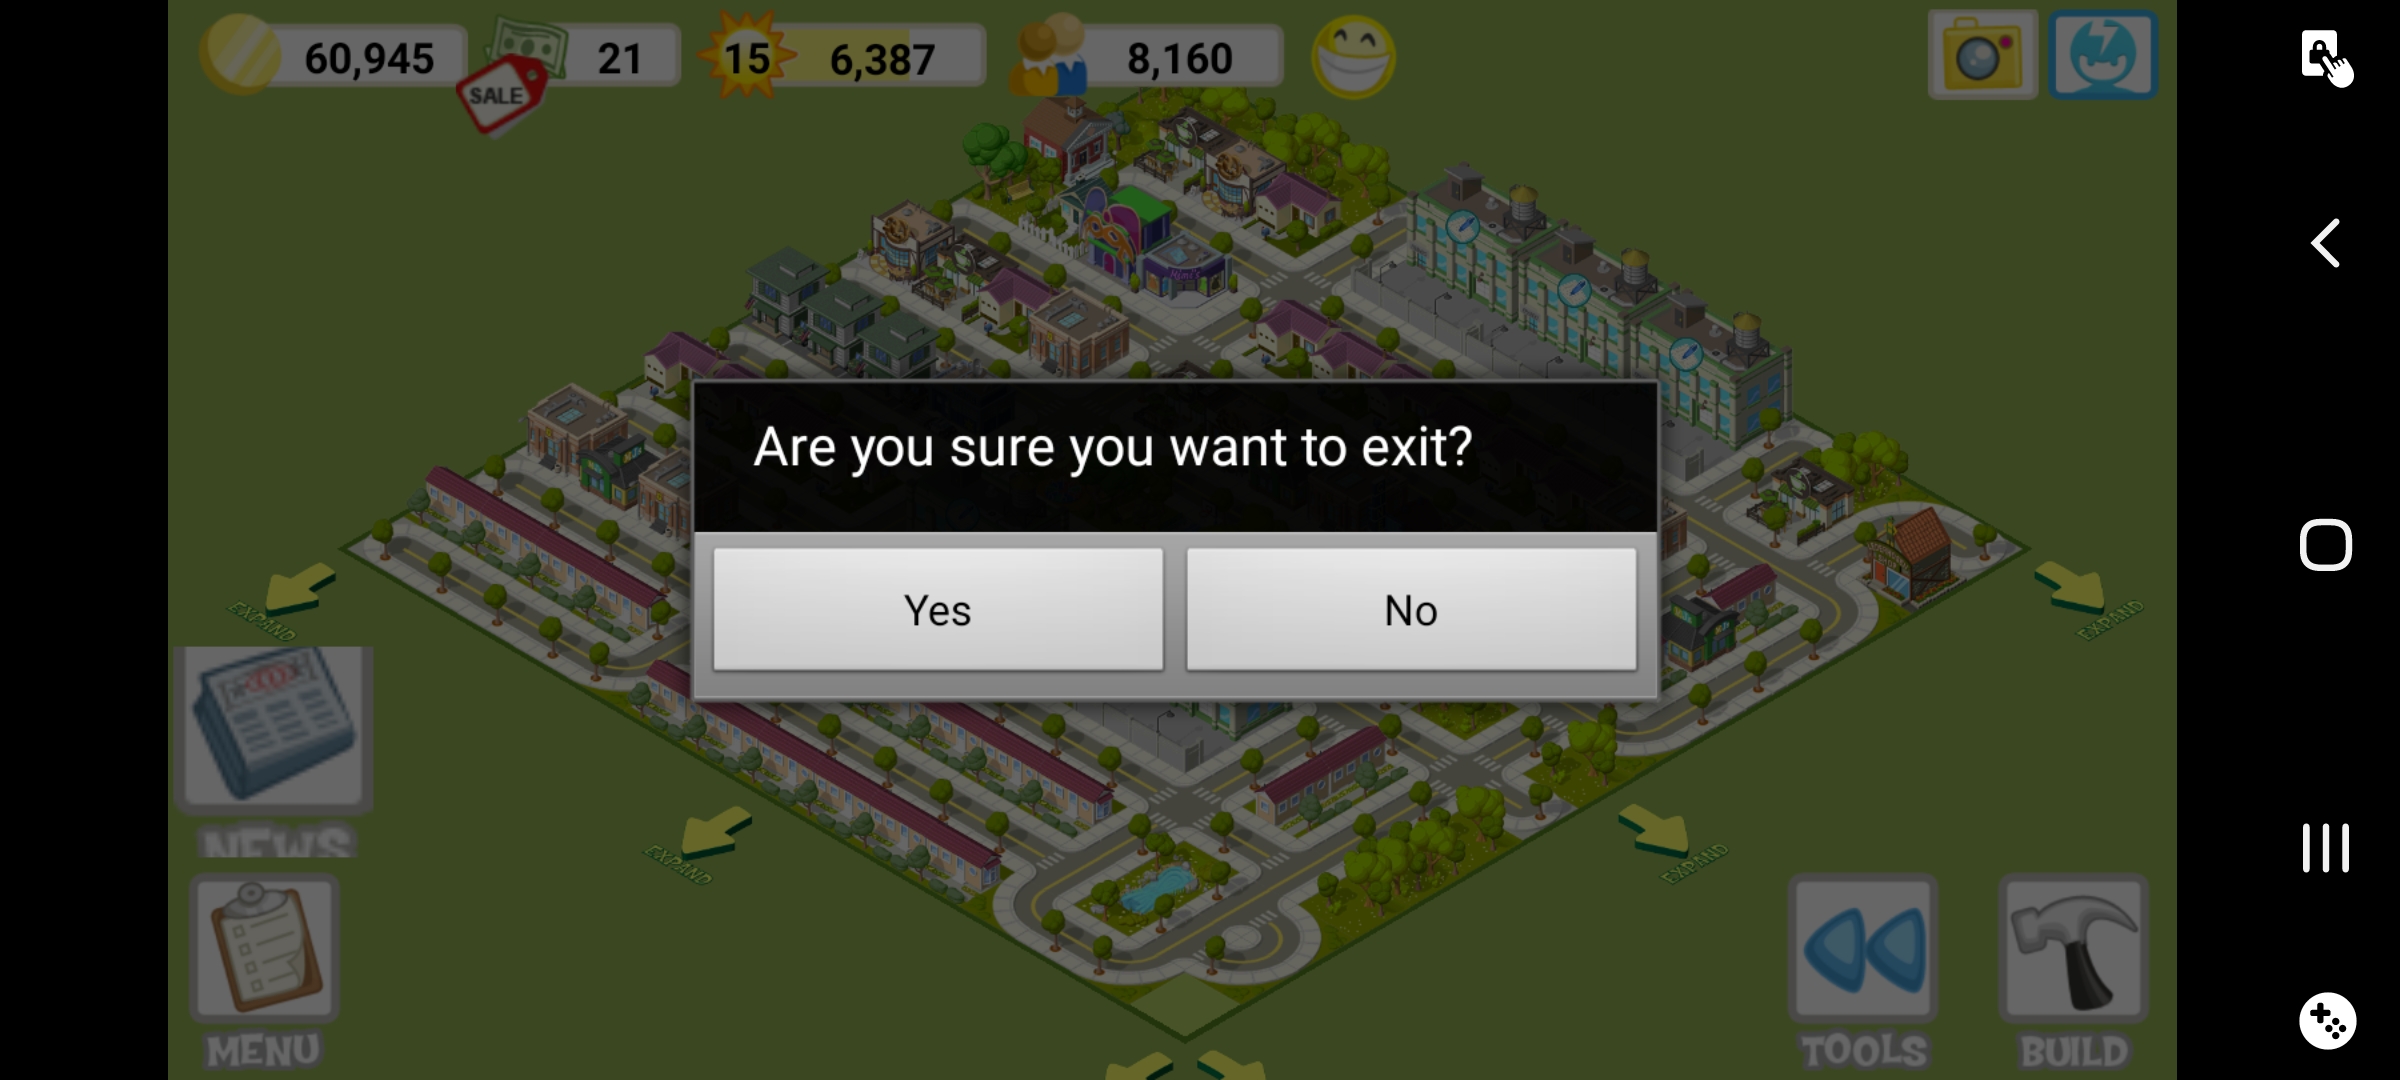 60,945
21
15
6,387
8,160
SALE
Mimi's
Are you sure you want to exit?
Yes
No
EXPAND
EXPAND
EXPAND
EXPAND
NEWS
MENU
TOOLS
BUILD